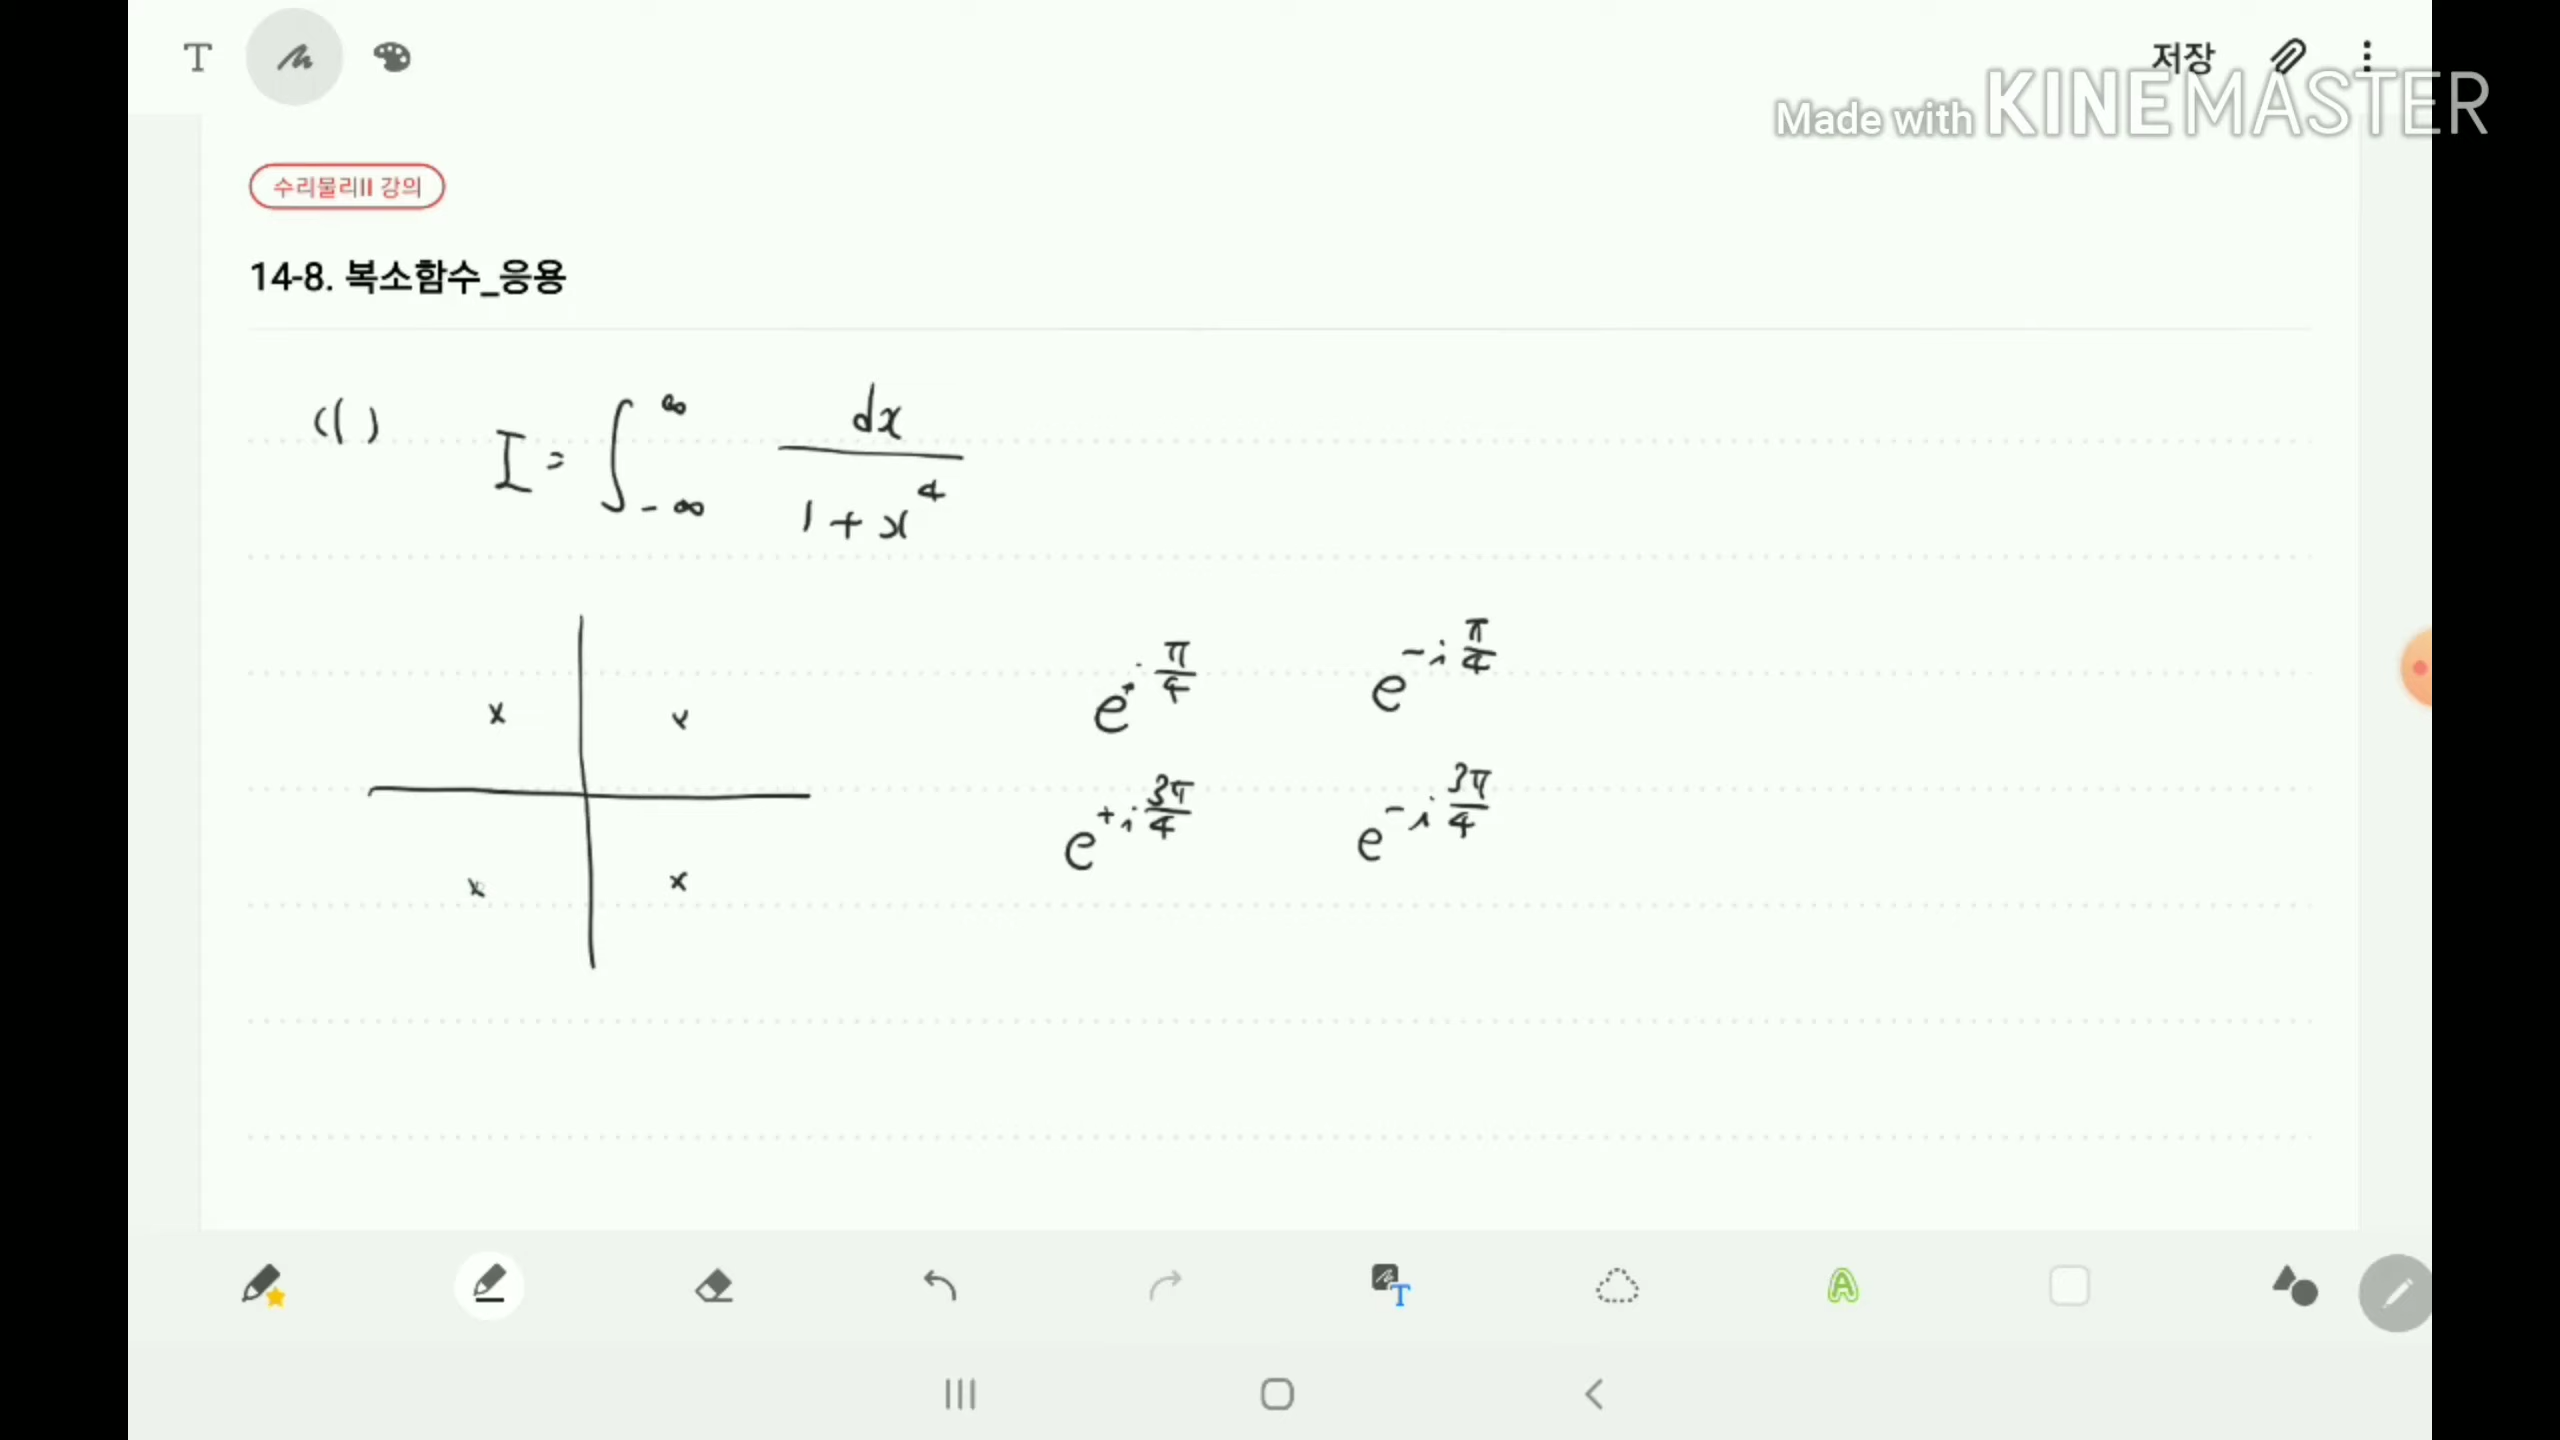 T
저장
Made with KINEMASTER
수리물리II 강의
14-8. 복소함수_응용
(1) I = ∫_{-∞}^{∞} dx / (1 + x^4)
x x
x x
e^{i π/4} e^{-i π/4}
e^{+i 3π/4} e^{-i 3π/4}
T A